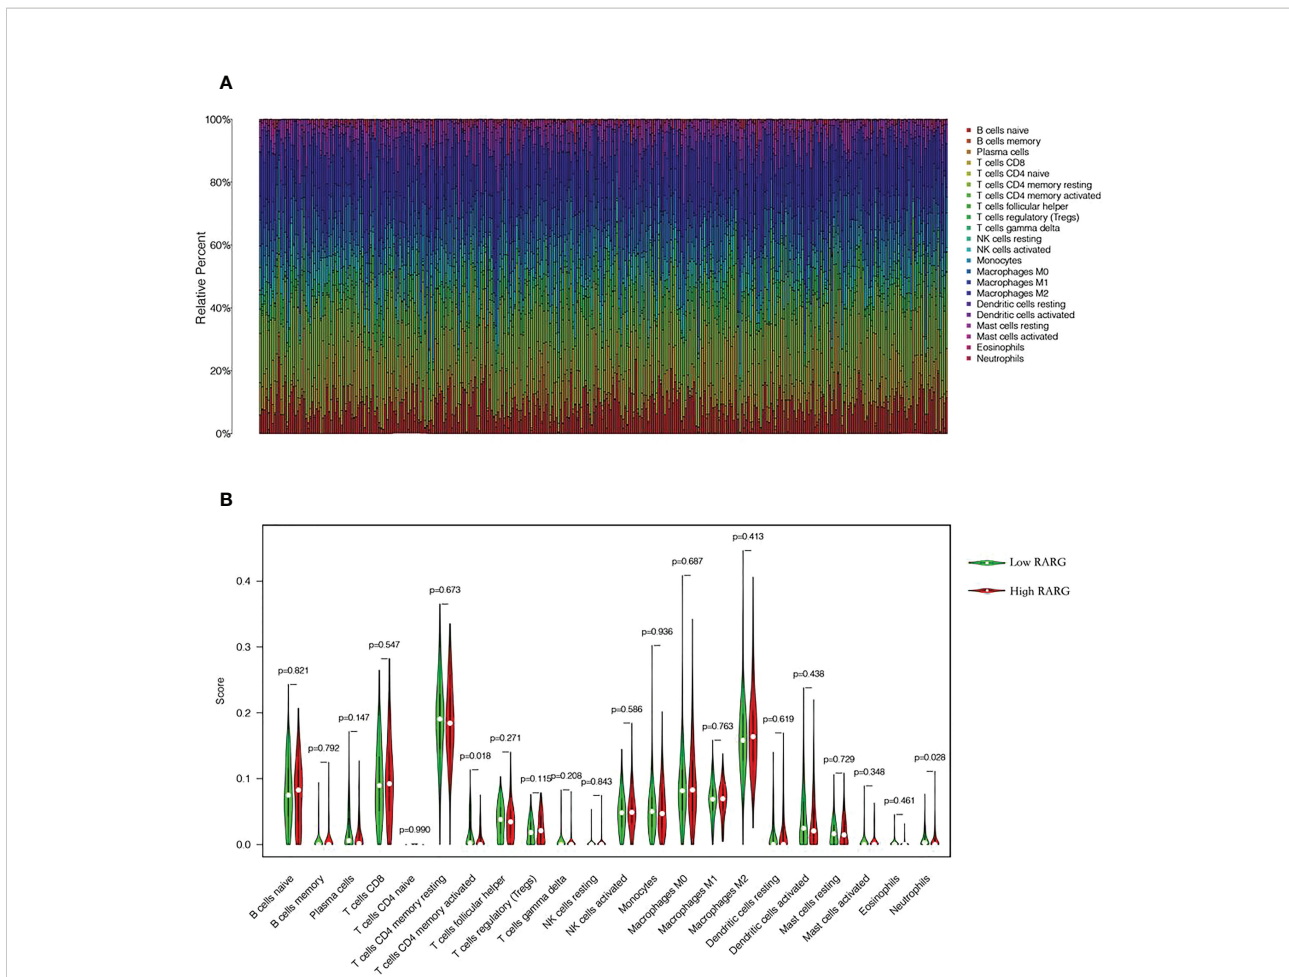 A
100%
80%
60%
40%
20%
0%
Relative Percent
B cells naive
B cells memory
Plasma cells
T cells CD8
T cells CD4 naive
T cells CD4 memory resting
T cells CD4 memory activated
T cells follicular helper
T cells regulatory (Tregs)
T cells gamma delta
NK cells resting
NK cells activated
Monocytes
Macrophages M0
Macrophages M1
Macrophages M2
Dendritic cells resting
Dendritic cells activated
Mast cells resting
Mast cells activated
Eosinophils
Neutrophils
B
Score
0.4
0.3
0.2
0.1
0.0
p=0.821
p=0.792
p=0.147
p=0.547
p=0.990
p=0.673
p=0.018
p=0.271
p=0.115
p=0.208
p=0.843
p=0.586
p=0.936
p=0.687
p=0.763
p=0.413
p=0.619
p=0.438
p=0.729
p=0.348
p=0.461
p=0.028
Low RARG
High RARG
B cells naive
B cells memory
Plasma cells
T cells CD8
T cells CD4 naive
T cells CD4 memory resting
T cells CD4 memory activated
T cells follicular helper
T cells regulatory (Tregs)
T cells gamma delta
NK cells resting
NK cells activated
Monocytes
Macrophages M0
Macrophages M1
Macrophages M2
Dendritic cells resting
Dendritic cells activated
Mast cells resting
Mast cells activated
Eosinophils
Neutrophils